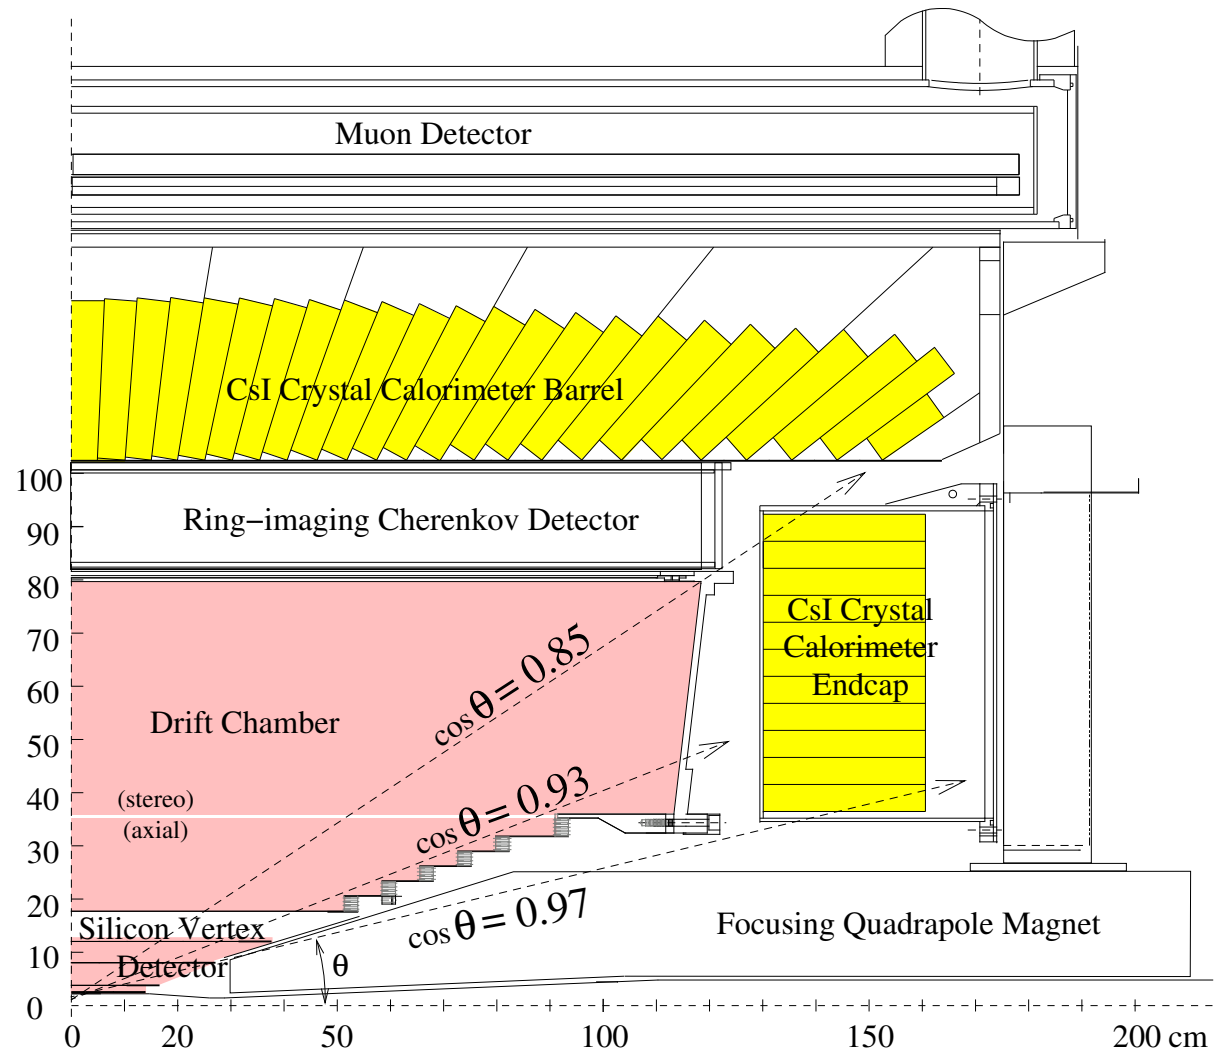 Muon Detector
CsI Crystal Calorimeter Barrel
100
Ring−imaging Cherenkov Detector
90
80
CsI Crystal
Calorimeter
Endcap
70
cos θ = 0.85
60
Drift Chamber
50
40
(stereo)
cos θ = 0.93
(axial)
30
20
Silicon Vertex
cos θ = 0.97
Focusing Quadrapole Magnet
10
Detector
θ
0
0 20 50 100 150 200 cm